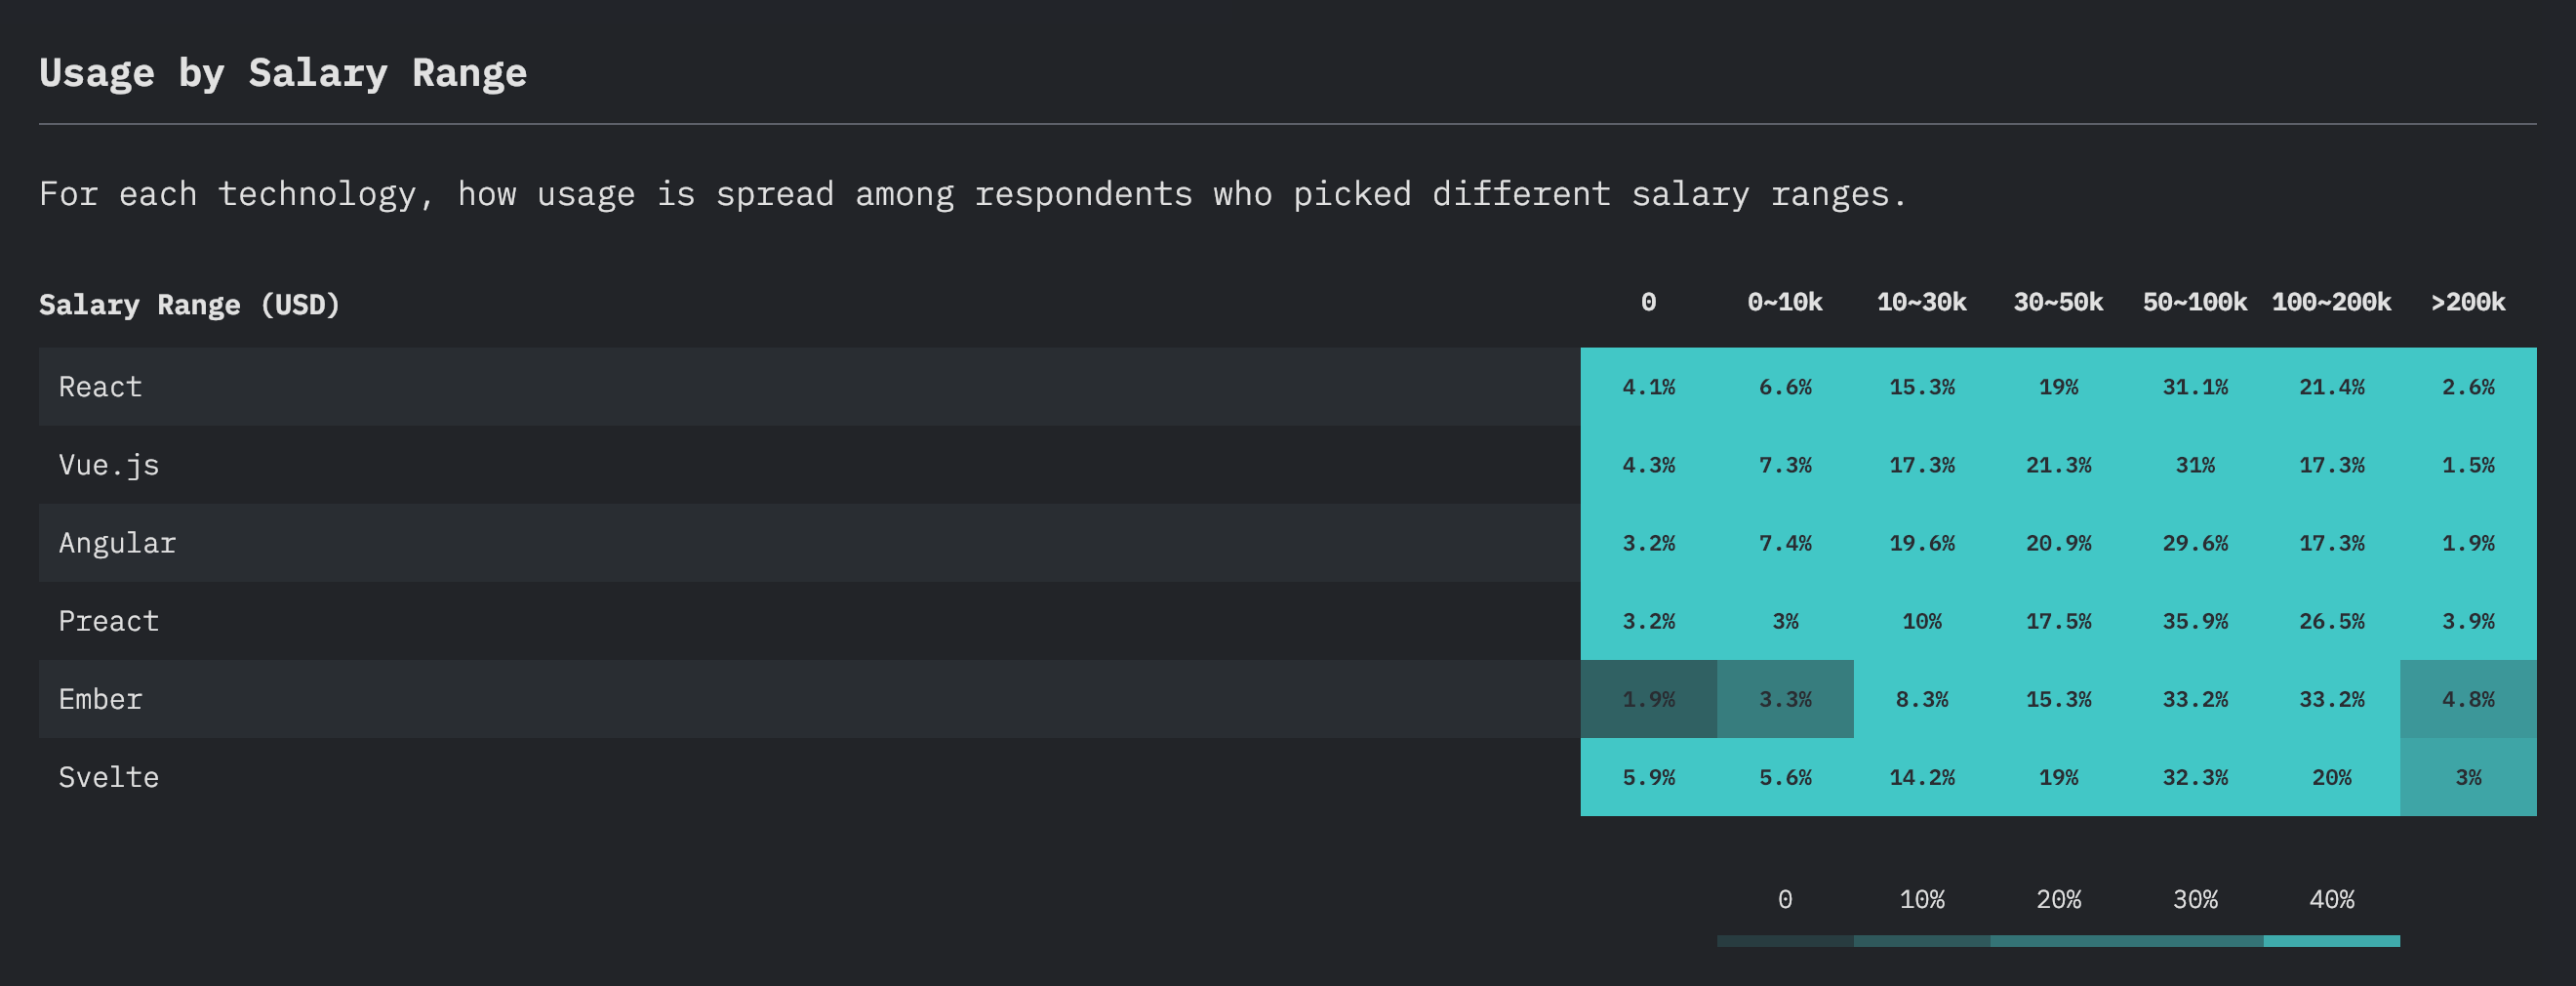 Usage by Salary Range
For each technology, how usage is spread among respondents who picked different salary ranges.
Salary Range (USD) 0 0~10k 10~30k 30~50k 50~100k 100~200k >200k
React 4.1% 6.6% 15.3% 19% 31.1% 21.4% 2.6%
Vue.js 4.3% 7.3% 17.3% 21.3% 31% 17.3% 1.5%
Angular 3.2% 7.4% 19.6% 20.9% 29.6% 17.3% 1.9%
Preact 3.2% 3% 10% 17.5% 35.9% 26.5% 3.9%
Ember 1.9% 3.3% 8.3% 15.3% 33.2% 33.2% 4.8%
Svelte 5.9% 5.6% 14.2% 19% 32.3% 20% 3%
0 10% 20% 30% 40%